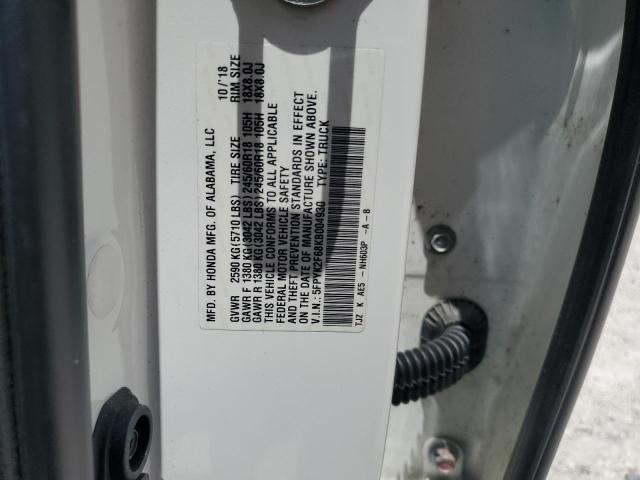 MFD. BY HONDA MFG. OF ALABAMA, LLC 10/'18
GVWR 2590 KG(5710 LBS) TIRE SIZE RIM SIZE
GAWR F 1380 KG(3042 LBS) 245/60R18 105H 18X8.0J
GAWR R 1380 KG(3042 LBS) 245/60R18 105H 18X8.0J
THIS VEHICLE CONFORMS TO ALL APPLICABLE
FEDERAL MOTOR VEHICLE SAFETY
AND THEFT PREVENTION STANDARDS IN EFFECT
ON THE DATE OF MANUFACTURE SHOWN ABOVE.
V.I.N.: 5FPYK2F68KB004930 TYPE: TRUCK
TJZ K AE5 - NH603P -A - B